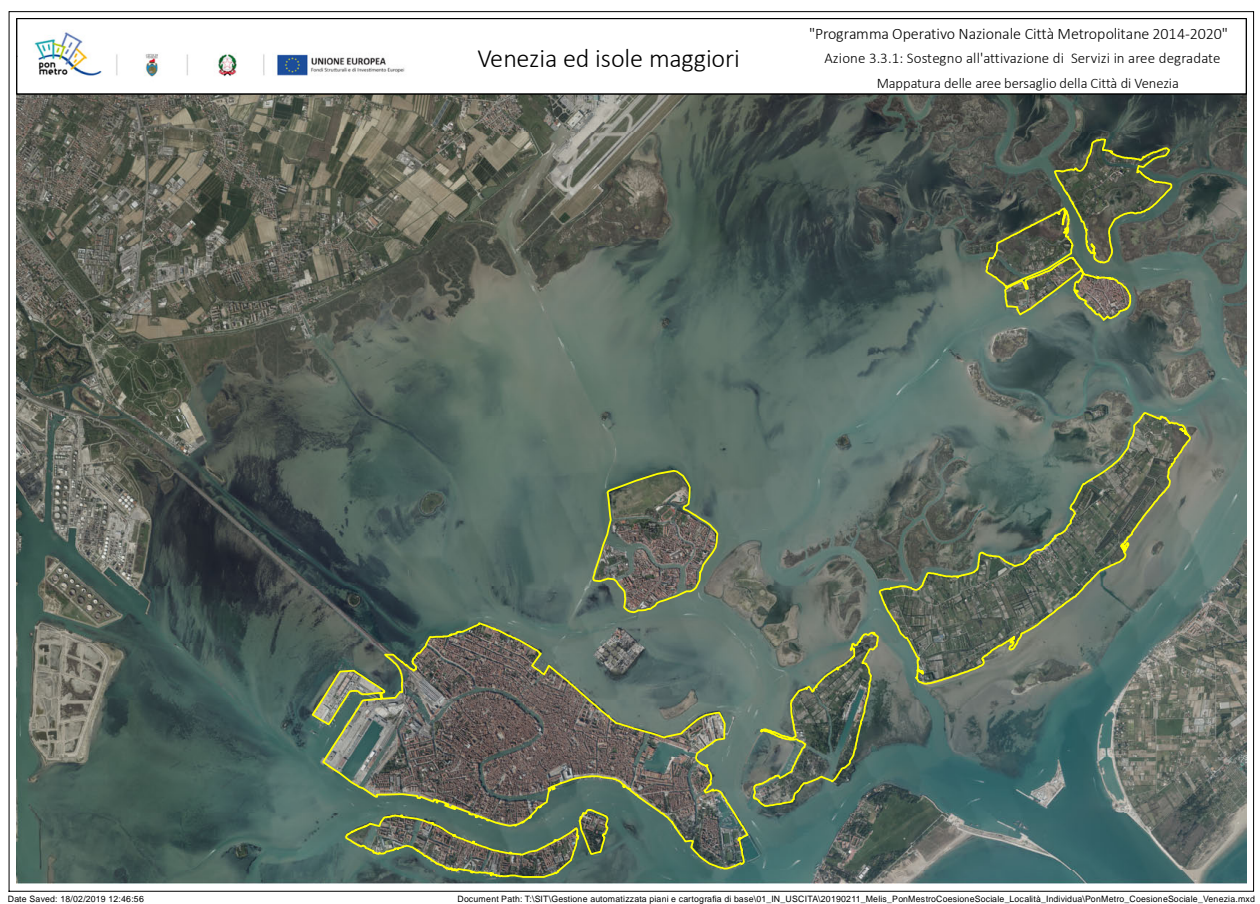 pon
metro
UNIONE EUROPEA
Fondi Strutturali e di Investimento Europei
Venezia ed isole maggiori
"Programma Operativo Nazionale Città Metropolitane 2014-2020"
Azione 3.3.1: Sostegno all'attivazione di Servizi in aree degradate
Mappatura delle aree bersaglio della Città di Venezia
Date Saved: 18/02/2019 12:46:56
Document Path: T:\SIT\Gestione automatizzata piani e cartografia di base\01_IN_USCITA\20190211_Melis_PonMestroCoesioneSociale_Località_Individua\PonMetro_CoesioneSociale_Venezia.mxd